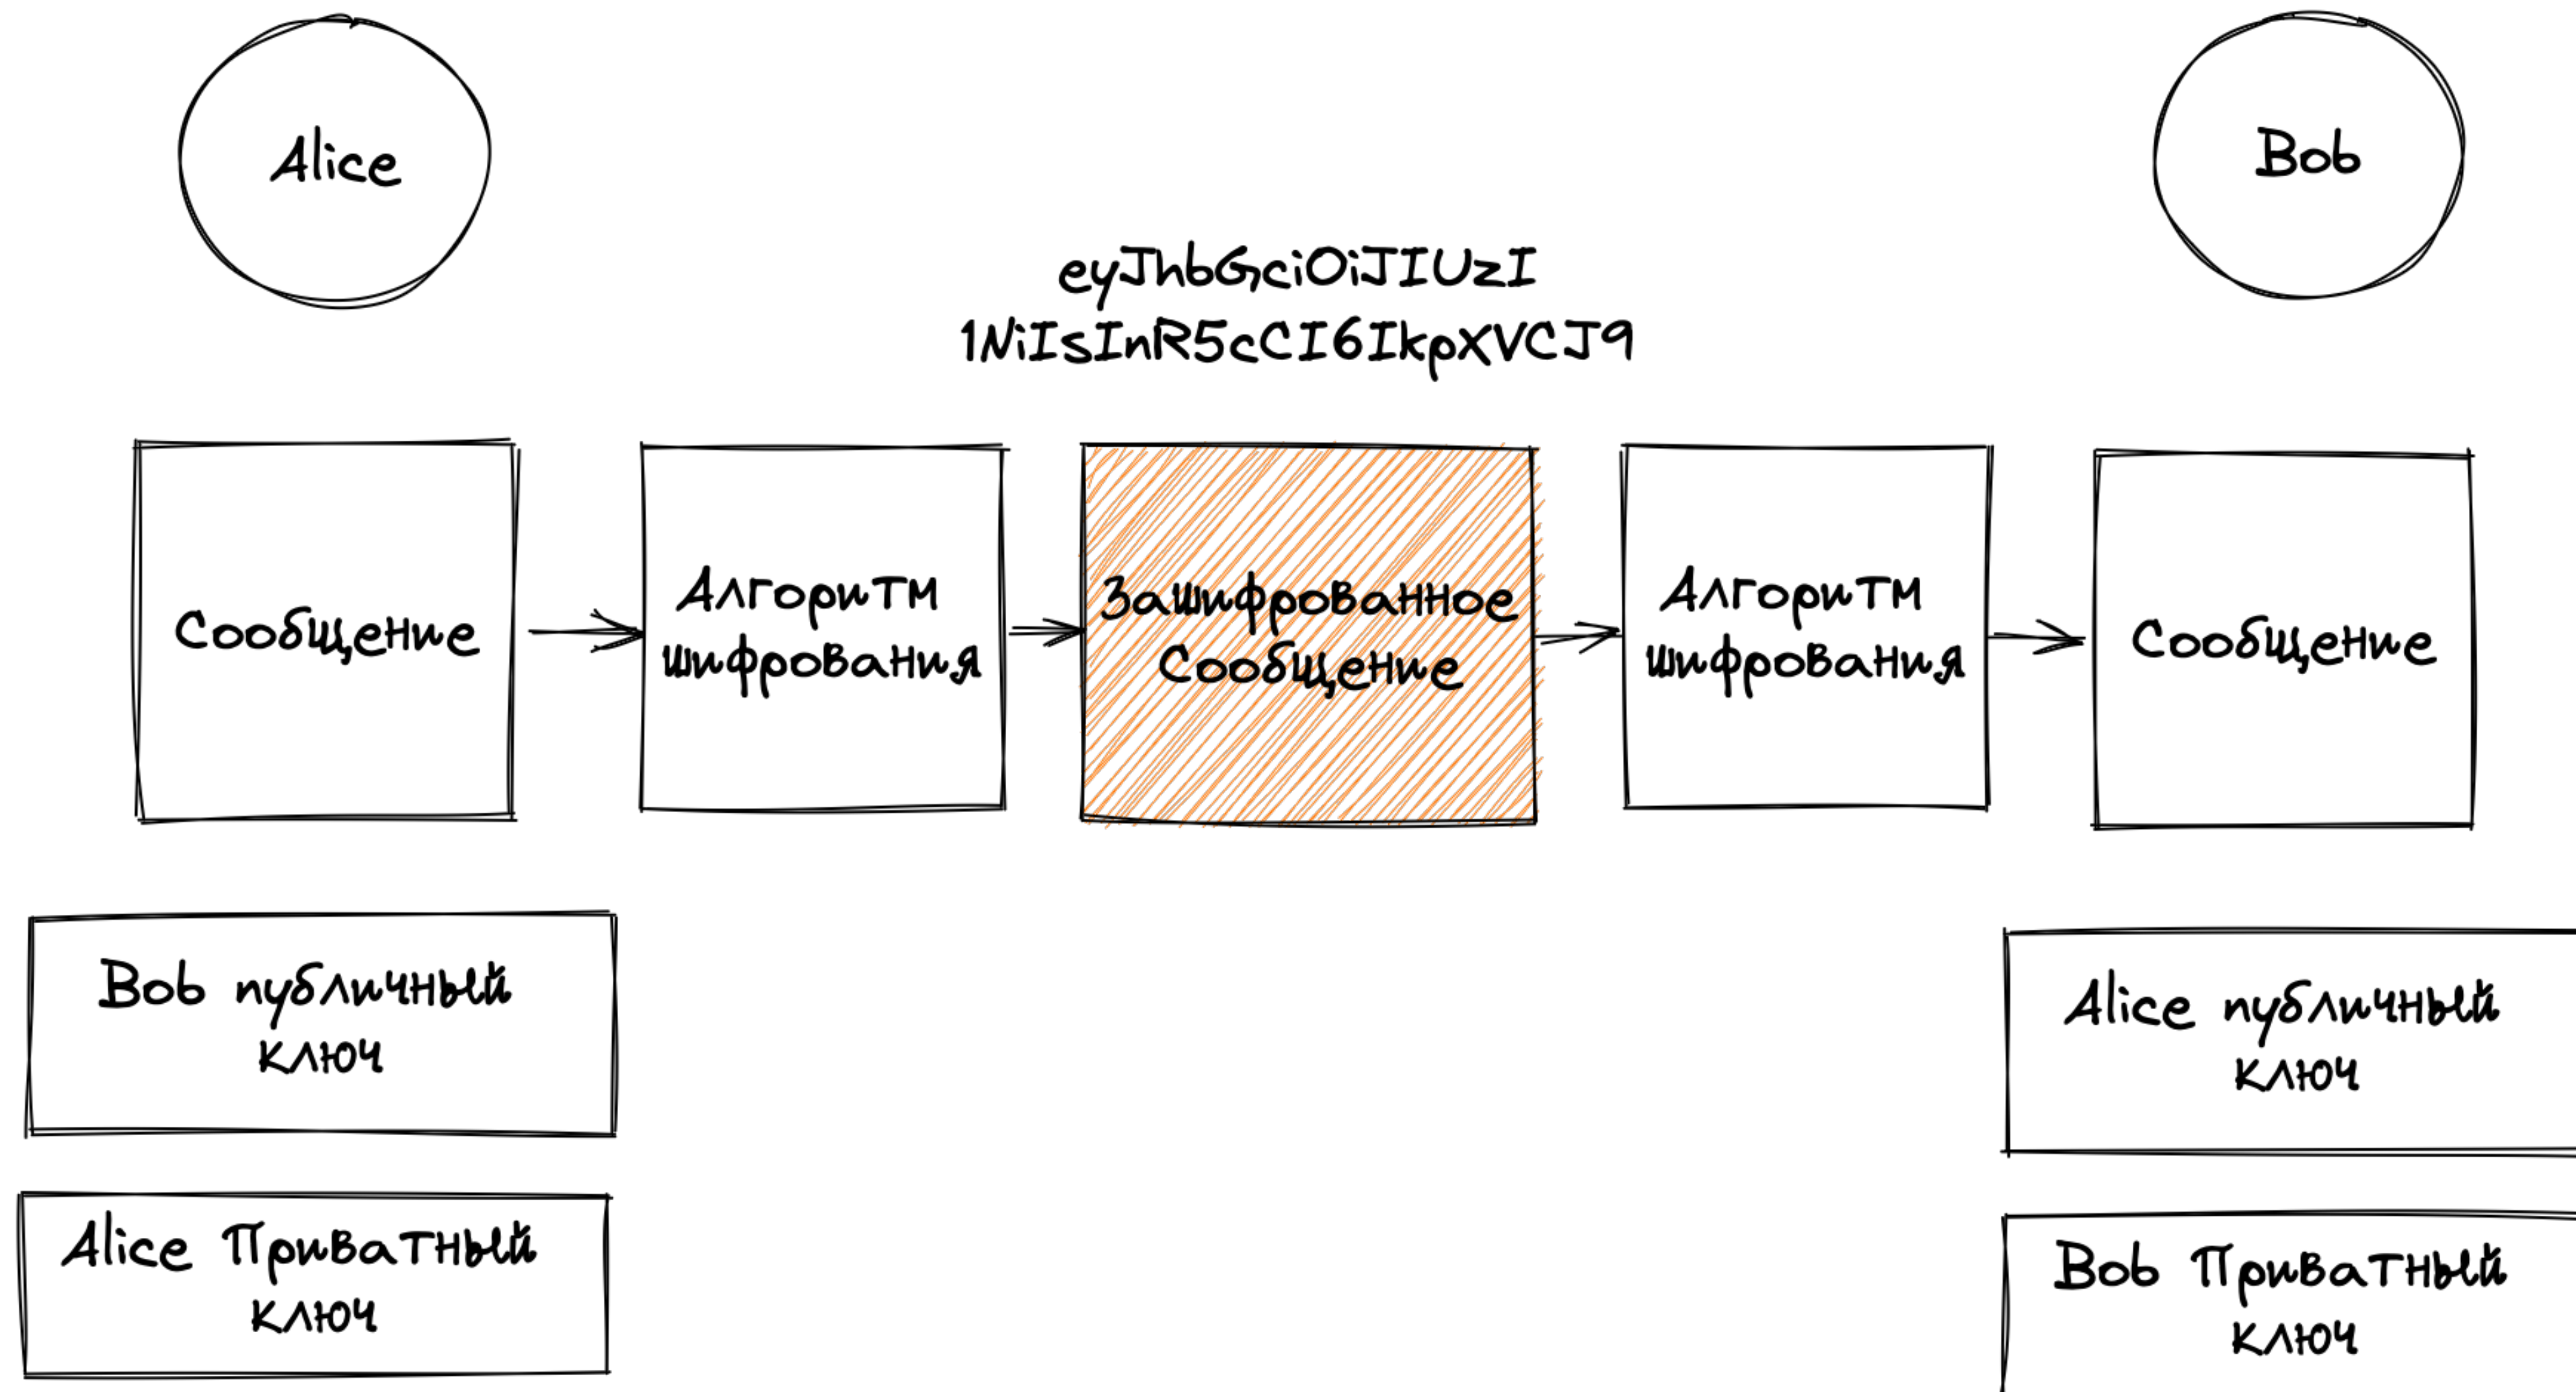 Alice
Bob
eyJhbGciOiJIUzI
1NiIsInR5cCI6IkpXVCJ9
Сообщение
Алгоритм
шифрования
Зашифрованное
Сообщение
Алгоритм
шифрования
Сообщение
Bob публичный
ключ
Alice публичный
ключ
Alice Приватный
ключ
Bob Приватный
ключ